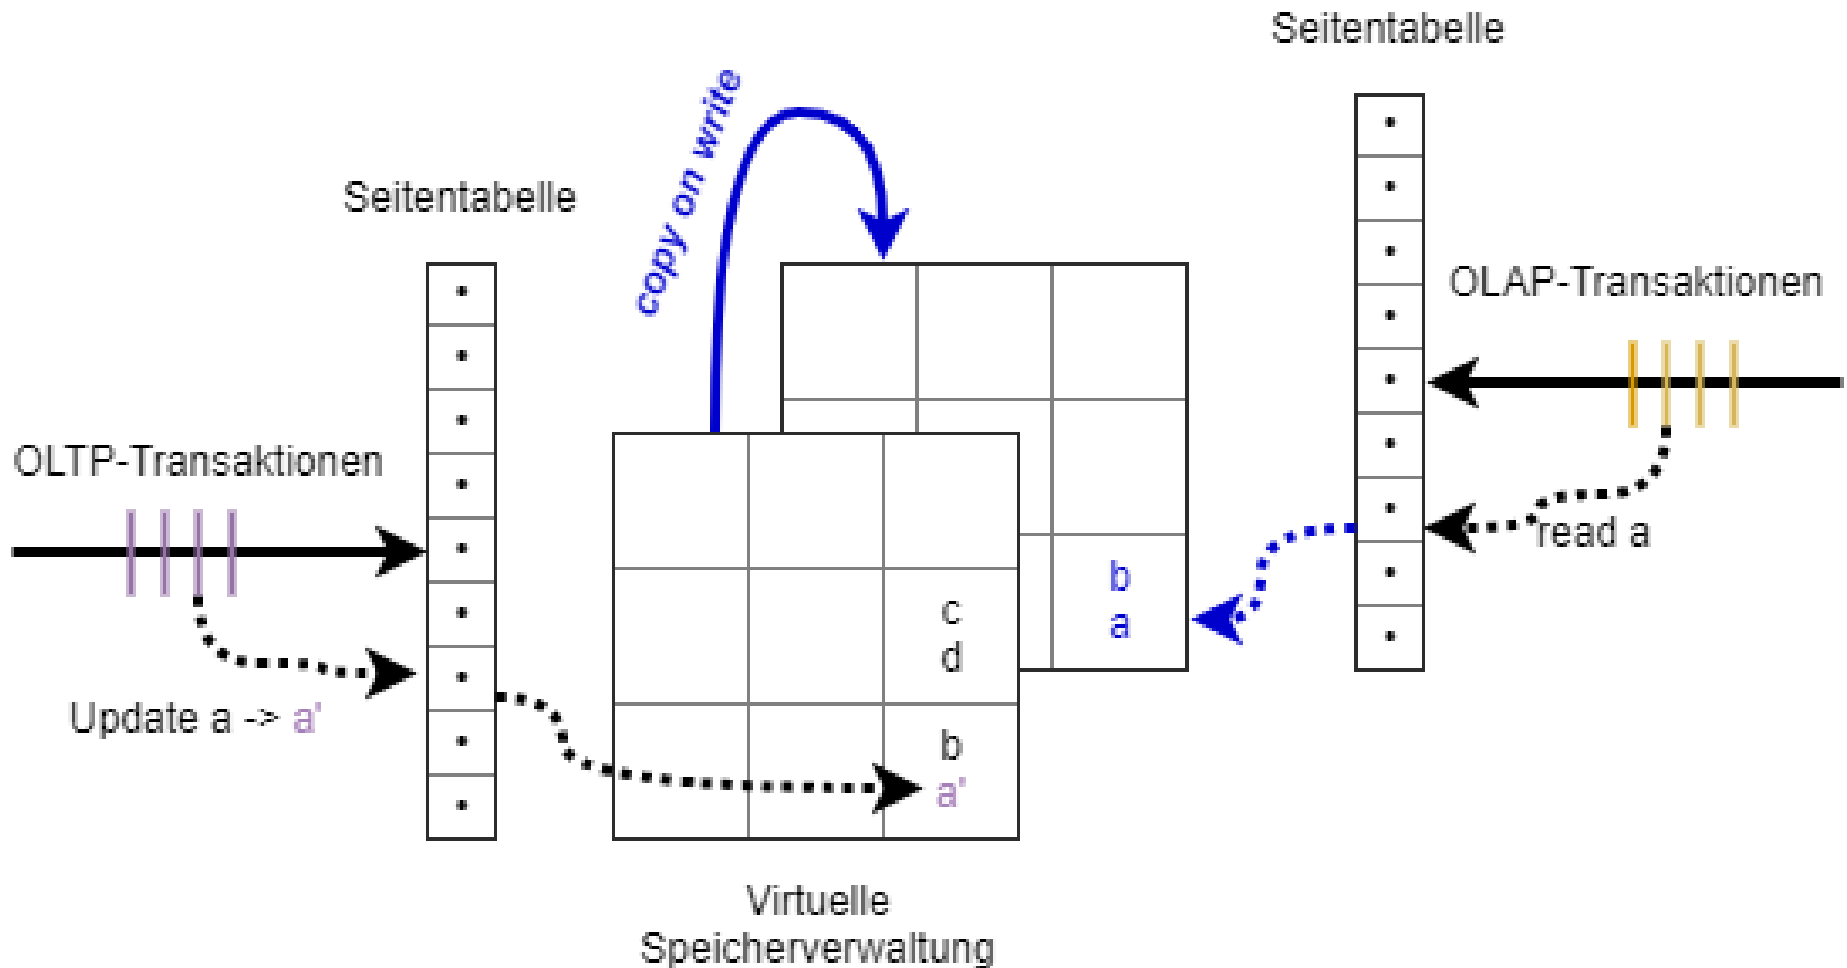 Seitentabelle
copy on write
Seitentabelle
OLAP-Transaktionen
OLTP-Transaktionen
read a
b
a
c
d
Update a -> a'
b
a'
Virtuelle
Speicherverwaltung